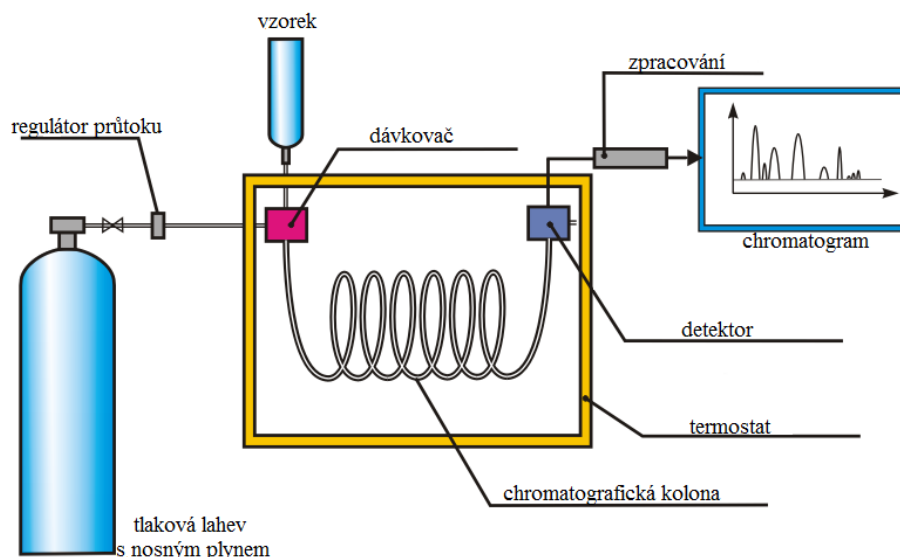 vzorek
zpracování
regulátor průtoku
dávkovač
chromatogram
detektor
termostat
chromatografická kolona
tlaková lahev
s nosným plynem